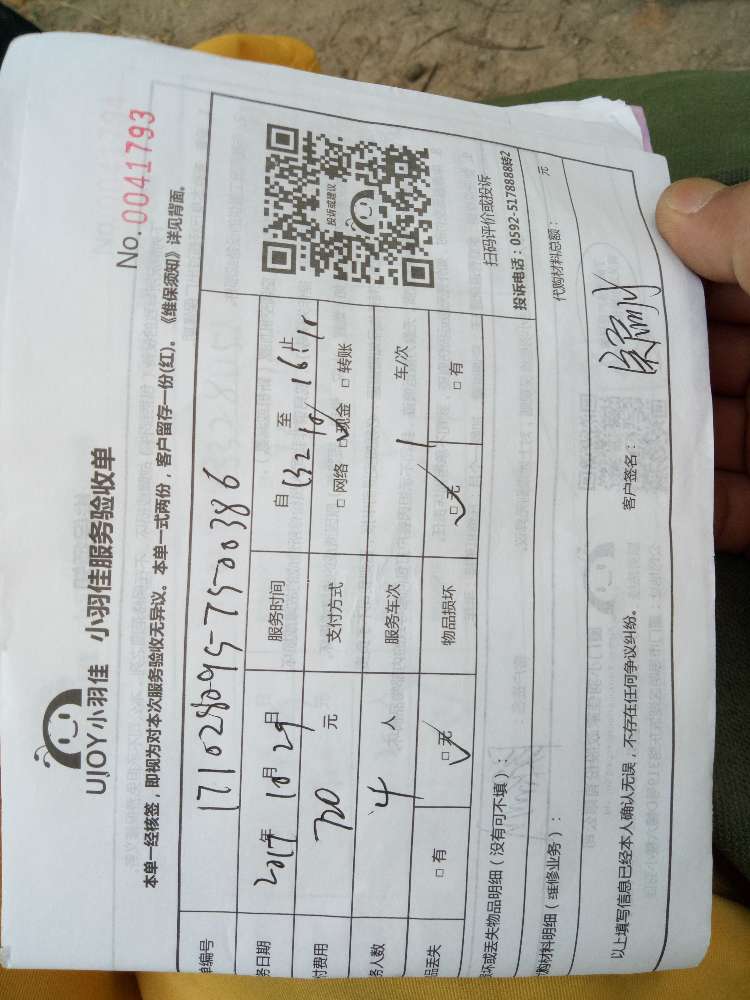 UJOY小羽佳 小羽佳服务验收单
No.0041793
本单一经核签 即视为对本次服务验收无异议。本单一式两份，客户留存一份(红)。《维保须知》详见背面。
单编号 171028095-7500386
务日期 2017年 10月 29日 服务时间 自 至 止
付费用 720 元 支付方式 □ 网络 □ 现金 □ 转账
务人数 4 人 服务车次 1 车/次
品丢失 □ 有 □ 无 物品损坏 □ 无 □ 有
投诉或建议
扫码评价或投诉
投诉电话：0592-5178888转2
损坏或丢失物品明细（没有可不填）：
代购材料明细（维修业务）： 代购材料总额： 元
以上填写信息已经本人确认无误，不存在任何争议纠纷。 客户签名：